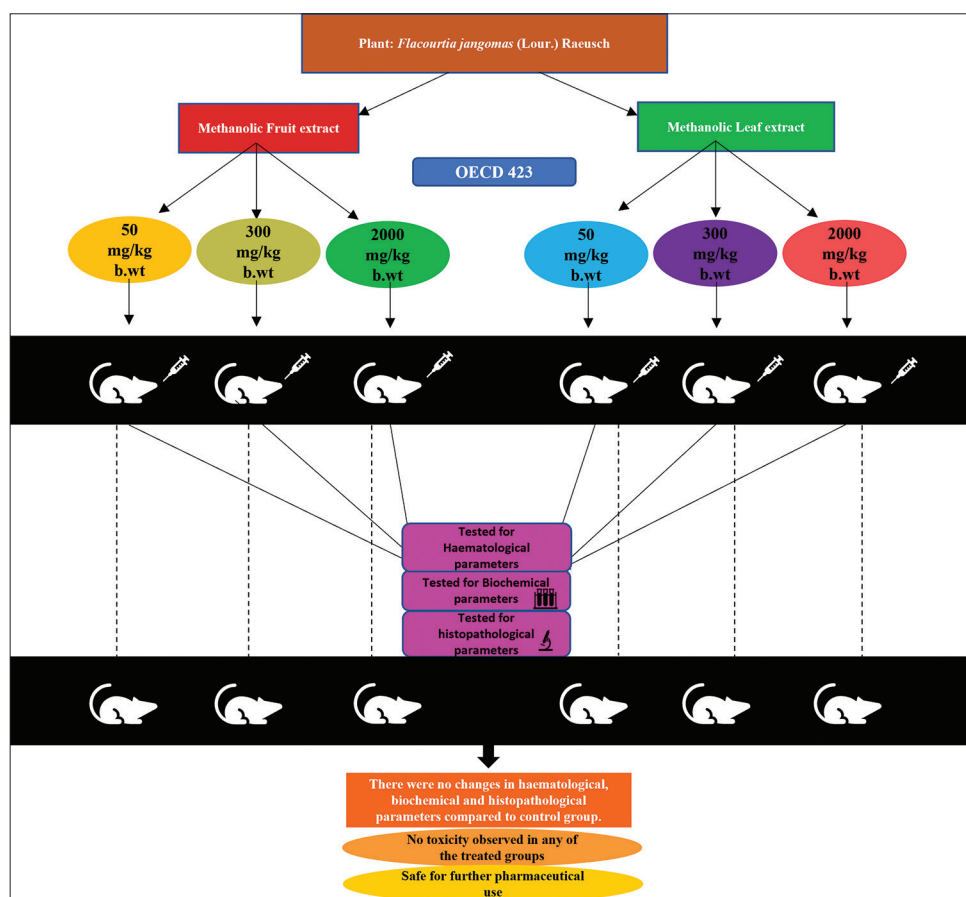 Plant: Flacourtia jangomas (Lour.) Raeusch
Methanolic Fruit extract
Methanolic Leaf extract
OECD 423
50
mg/kg
b.wt
300
mg/kg
b.wt
2000
mg/kg
b.wt
50
mg/kg
b.wt
300
mg/kg
b.wt
2000
mg/kg
b.wt
Tested for
Haematological
parameters
Tested for Biochemical
parameters
Tested for
histopathological
parameters
There were no changes in haematological,
biochemical and histopathological
parameters compared to control group.
No toxicity observed in any of
the treated groups
Safe for further pharmaceutical
use